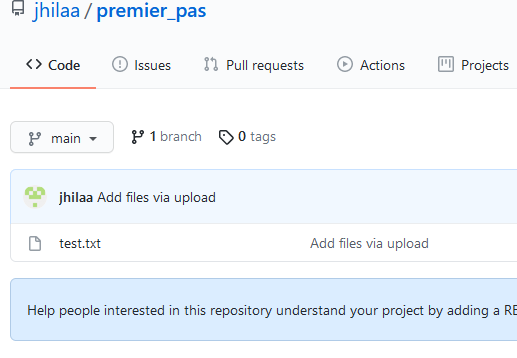 jhilaa / premier_pas
Code Issues Pull requests Actions Projects
main 1 branch 0 tags
jhilaa Add files via upload
test.txt Add files via upload
Help people interested in this repository understand your project by adding a RE